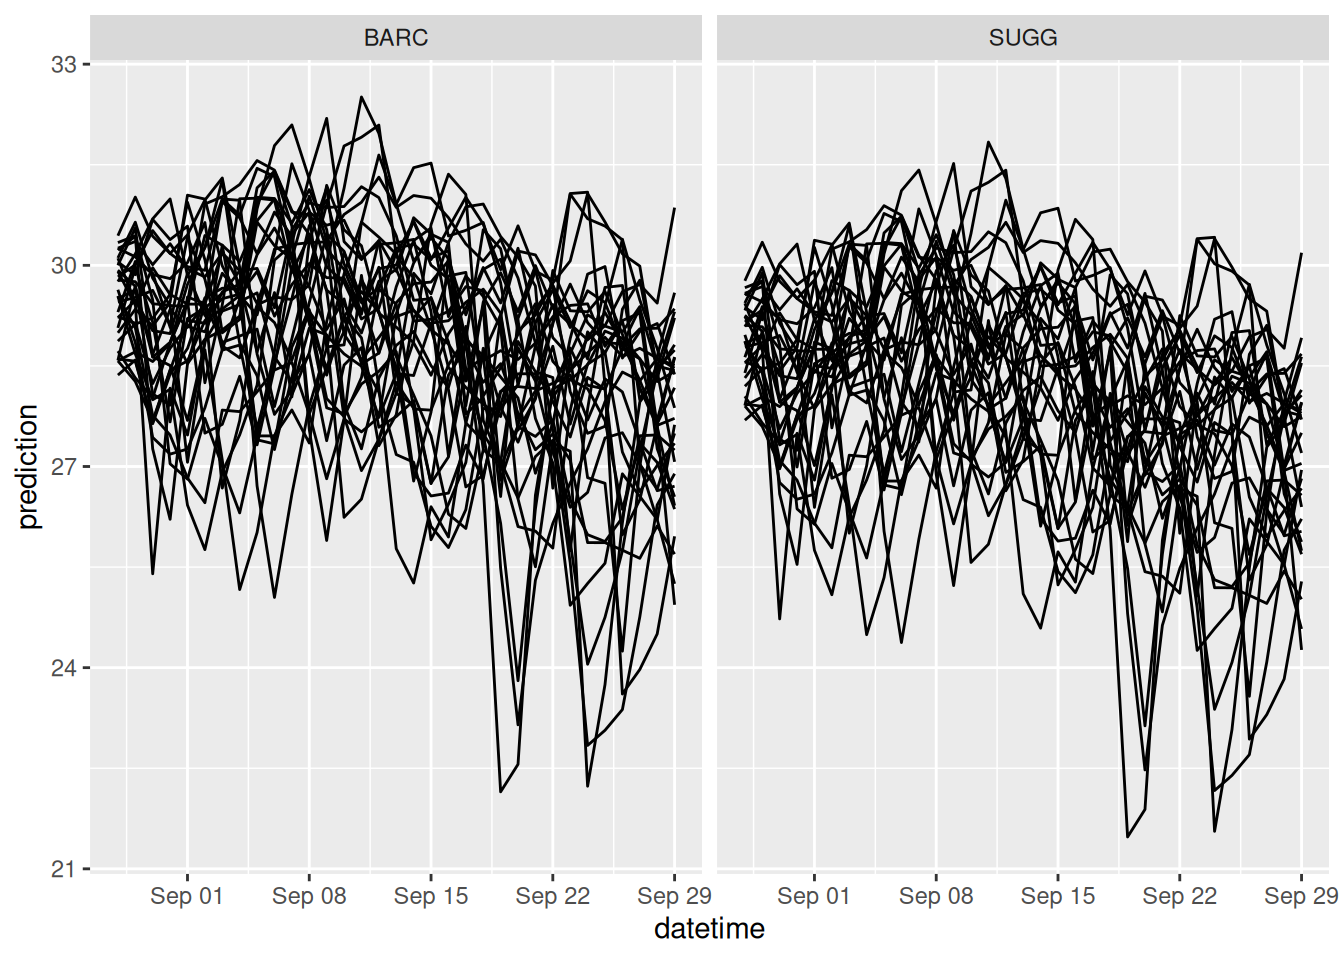 BARC
SUGG
prediction
33
30
27
24
21
Sep 01
Sep 08
Sep 15
Sep 22
Sep 29
Sep 01
Sep 08
Sep 15
Sep 22
Sep 29
datetime